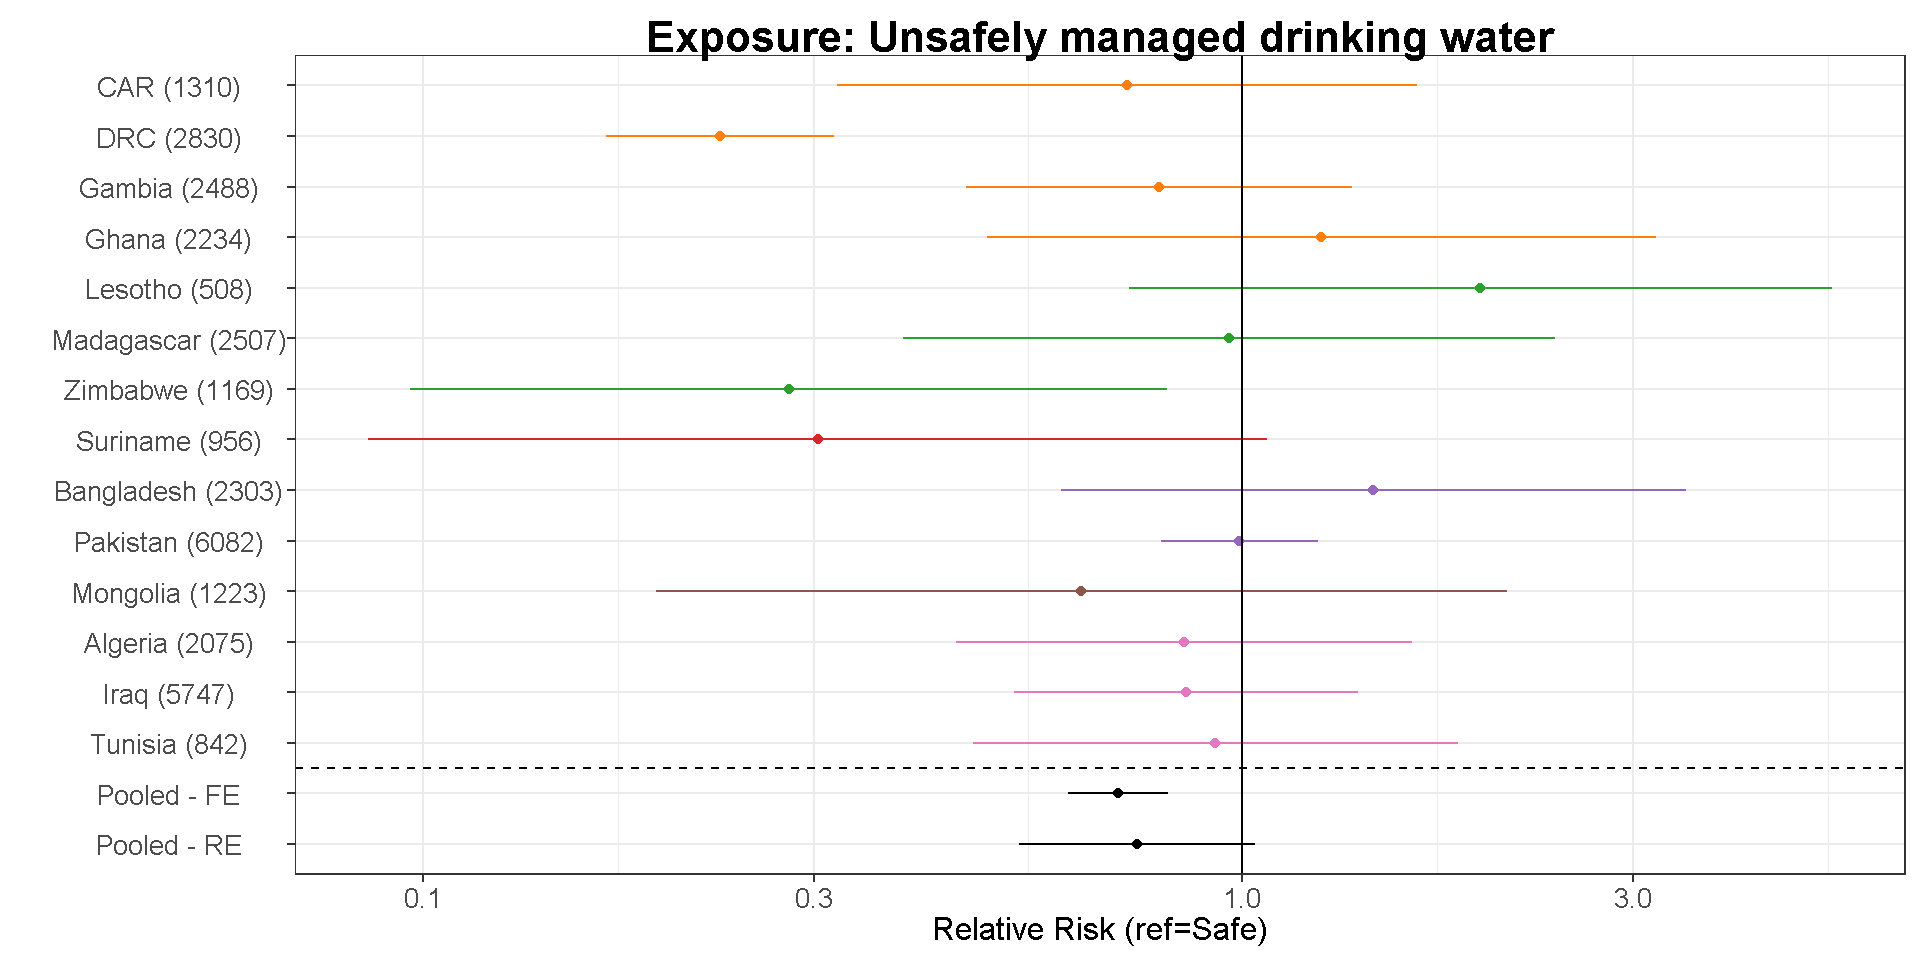 Exposure: Unsafely managed drinking water
CAR (1310)
DRC (2830)
Gambia (2488)
Ghana (2234)
Lesotho (508)
Madagascar (2507)
Zimbabwe (1169)
Suriname (956)
Bangladesh (2303)
Pakistan (6082)
Mongolia (1223)
Algeria (2075)
Iraq (5747)
Tunisia (842)
Pooled - FE
Pooled - RE
0.1 0.3 1.0 3.0
Relative Risk (ref=Safe)